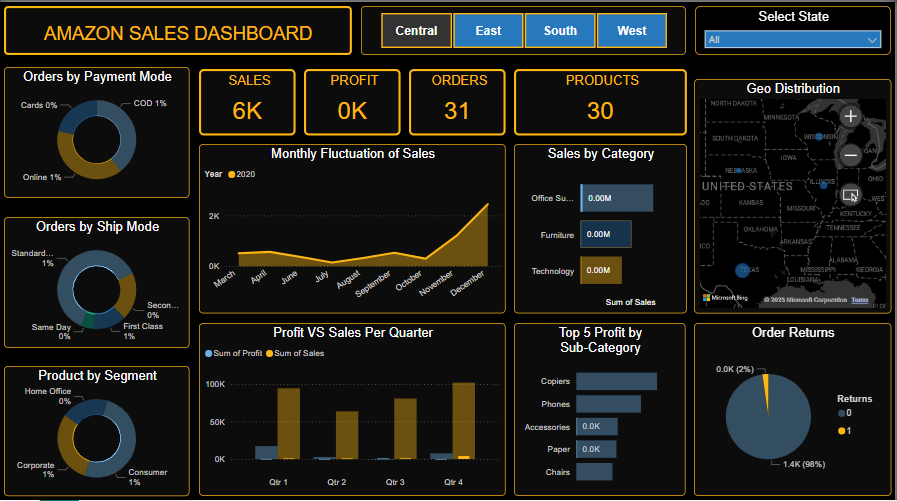 AMAZON SALES DASHBOARD
Central
East
South
West
Select State
All
Orders by Payment Mode
Cards 0%
COD 1%
Online 1%
SALES
6K
PROFIT
0K
ORDERS
31
PRODUCTS
30
Geo Distribution
NORTH DAKOTA
MINNESOTA
SOUTH DAKOTA
WISCONSIN
IOWA
NEBRASKA
ILLINOIS
OHIO
UNITED STATES
KANSAS
MISSOURI
KENTUCKY
TENNESSEE
OKLAHOMA
ARKANSAS
ALABAMA
TEXAS
MISSISSIPPI
GEORGIA
LOUISIANA
Microsoft Bing
© 2025 Microsoft Corporation Terms
Monthly Fluctuation of Sales
Year 2020
2K
0K
March
April
June
July
August
September
October
November
December
Sales by Category
Office Su...
0.00M
Furniture
0.00M
Technology
0.00M
Sum of Sales
Orders by Ship Mode
Standard...
1%
Secon...
0%
Same Day
0%
First Class
1%
Profit VS Sales Per Quarter
Sum of Profit Sum of Sales
100K
50K
0K
Qtr 1
Qtr 2
Qtr 3
Qtr 4
Top 5 Profit by
Sub-Category
Copiers
Phones
Accessories
0.0K
Paper
0.0K
Chairs
Order Returns
0.0K (2%)
1.4K (98%)
Returns
0
1
Product by Segment
Home Office
0%
Corporate
1%
Consumer
1%